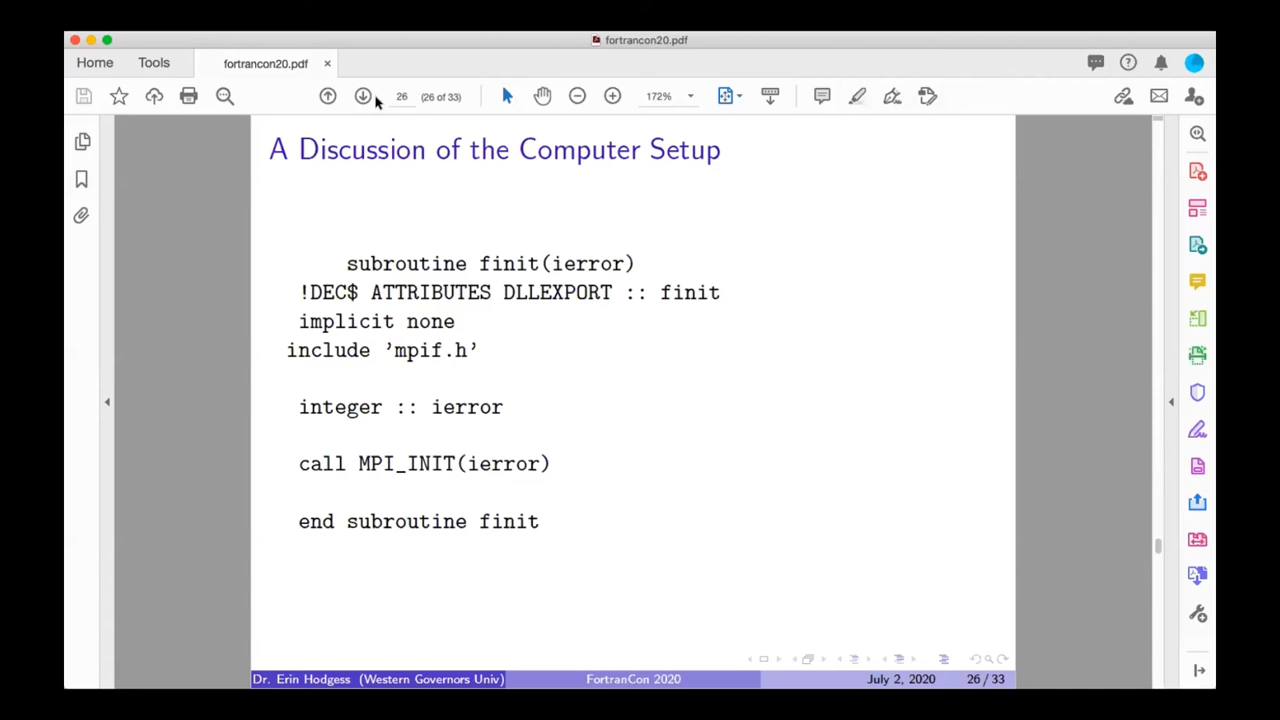 fortrancon20.pdf
Home Tools fortrancon20.pdf ×
26 (26 of 33) 172%
A Discussion of the Computer Setup
subroutine finit(ierror)
!DEC$ ATTRIBUTES DLLEXPORT :: finit
implicit none
include ’mpif.h’
integer :: ierror
call MPI_INIT(ierror)
end subroutine finit
Dr. Erin Hodgess (Western Governors Univ) FortranCon 2020 July 2, 2020 26 / 33